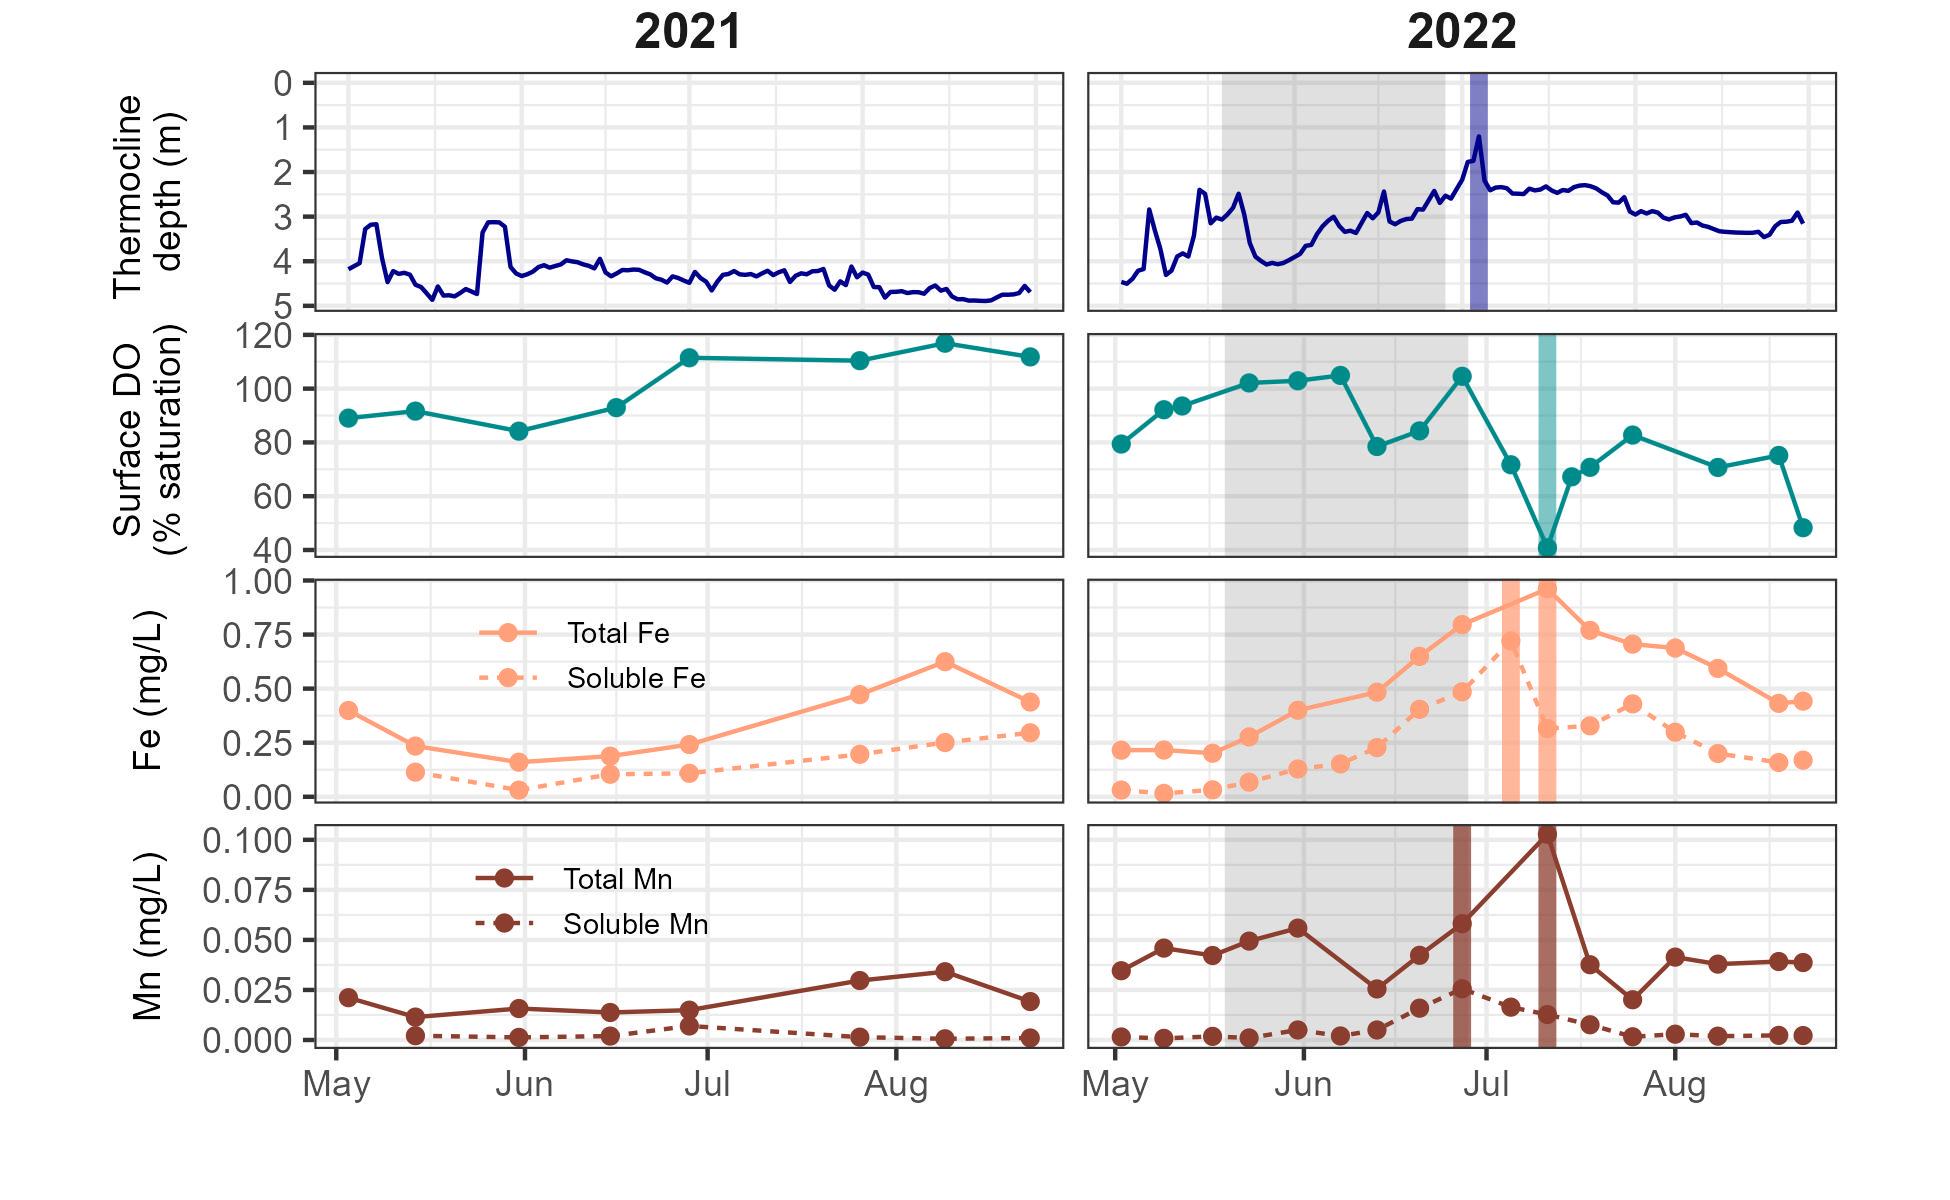 2021 2022
Thermocline
depth (m)
0
1
2
3
4
5
Surface DO
(% saturation)
120
100
80
60
40
Fe (mg/L)
1.00
0.75
0.50
0.25
0.00
Total Fe
Soluble Fe
Mn (mg/L)
0.100
0.075
0.050
0.025
0.000
Total Mn
Soluble Mn
May Jun Jul Aug May Jun Jul Aug